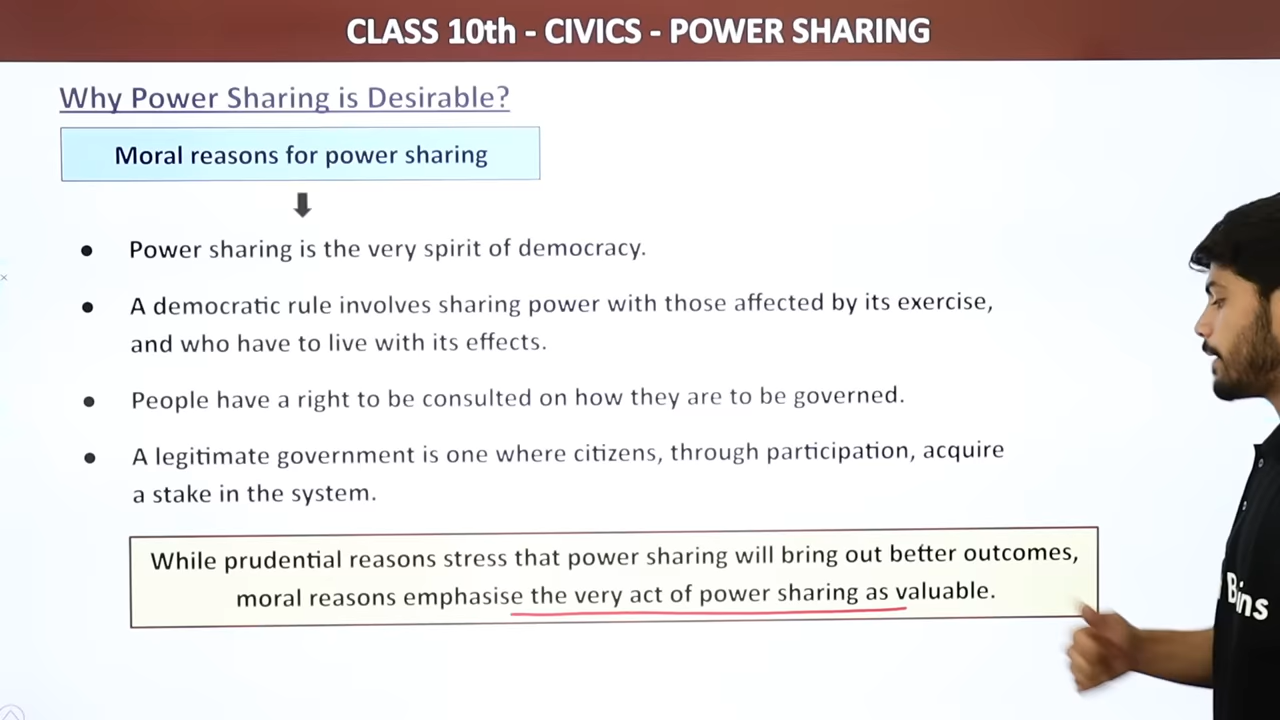 CLASS 10th - CIVICS - POWER SHARING
Why Power Sharing is Desirable?
Moral reasons for power sharing
Power sharing is the very spirit of democracy.
A democratic rule involves sharing power with those affected by its exercise,
and who have to live with its effects.
People have a right to be consulted on how they are to be governed.
A legitimate government is one where citizens, through participation, acquire
a stake in the system.
While prudential reasons stress that power sharing will bring out better outcomes,
moral reasons emphasise the very act of power sharing as valuable.
Bins